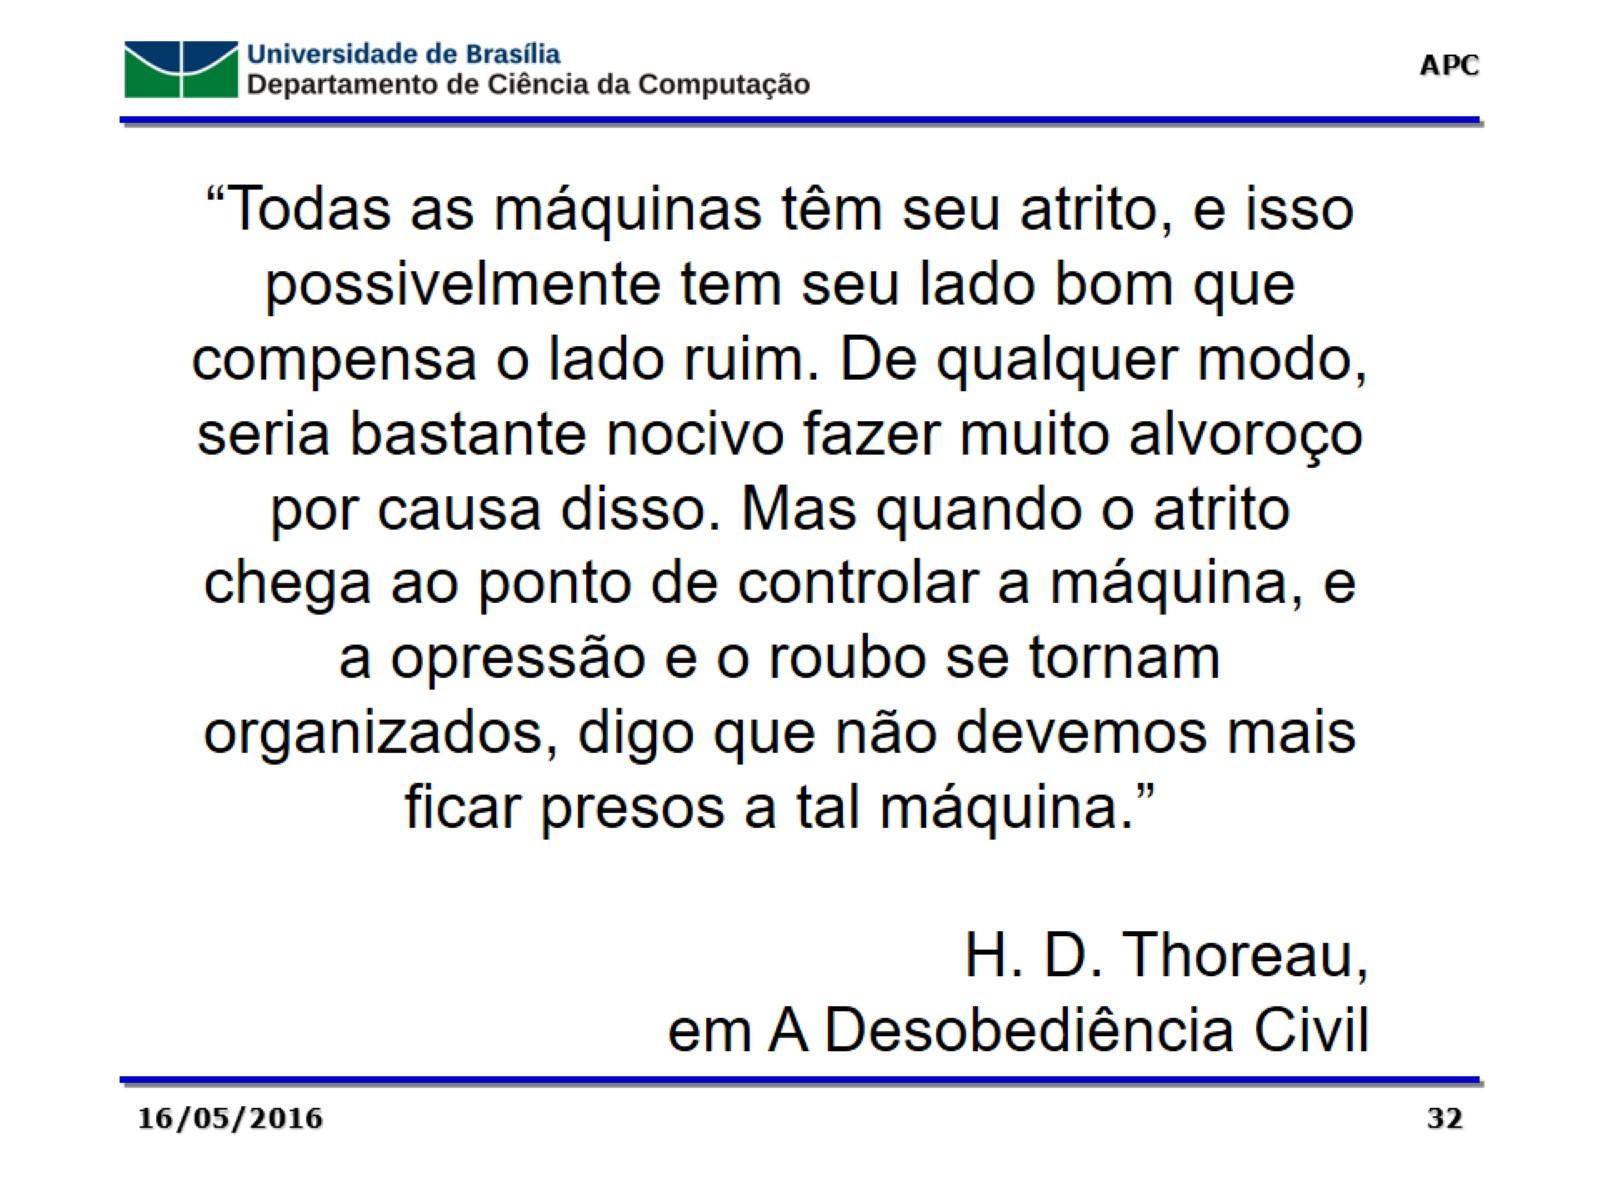 Universidade de Brasília
Departamento de Ciência da Computação
APC
“Todas as máquinas têm seu atrito, e isso
possivelmente tem seu lado bom que
compensa o lado ruim. De qualquer modo,
seria bastante nocivo fazer muito alvoroço
por causa disso. Mas quando o atrito
chega ao ponto de controlar a máquina, e
a opressão e o roubo se tornam
organizados, digo que não devemos mais
ficar presos a tal máquina.”
H. D. Thoreau,
em A Desobediência Civil
16/05/2016
32